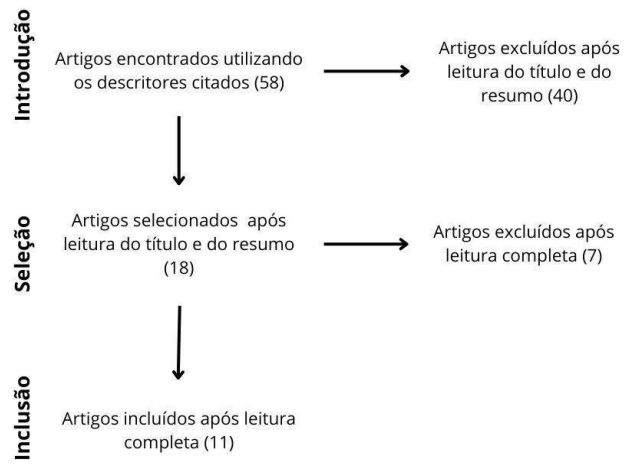 Introdução
Artigos encontrados utilizando
os descritores citados (58)
Artigos excluídos após
leitura do título e do
resumo (40)
Seleção
Artigos selecionados após
leitura do título e do resumo
(18)
Artigos excluídos após
leitura completa (7)
Inclusão
Artigos incluídos após leitura
completa (11)